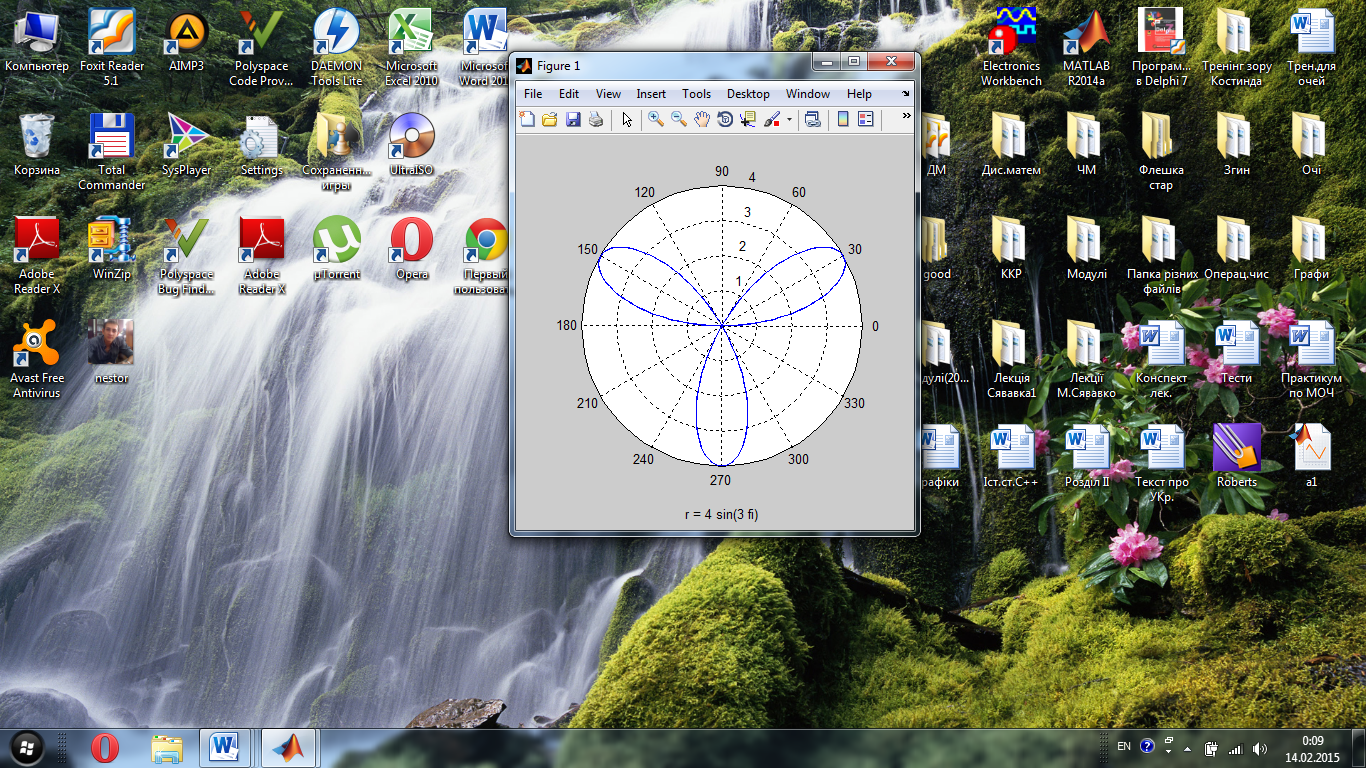 Компьютер
Foxit Reader
5.1
AIMP3
Polyspace
Code Prov...
DAEMON
Tools Lite
Microsoft
Excel 2010
Electronics
Workbench
MATLAB
R2014a
Програм...
в Delphi 7
Тренінг зору
Костинда
Трен.для
очей
Figure 1
File Edit View Insert Tools Desktop Window Help
Корзина
Total
Commander
SysPlayer
Settings
Сохраненн...
игры
UltraISO
ДМ
Дис.матем
ЧМ
Флешка
стар
Згин
Очі
Adobe
Reader X
WinZip
Polyspace
Bug Find...
Adobe
Reader X
µTorrent
Opera
Первый
good
ККР
Модулі
Папка різних
файлів
Операц.чис
Графи
Avast Free
Antivirus
nestor
Лекція
Сявавка1
Лекції
М.Сявавко
Конспект
лек.
Тести
Практикум
по МОЧ
Іст.ст.C++
Розділ ІІ
Текст про
УКр.
Roberts
a1
90
4
120
60
3
150
2
30
1
180
0
210
330
240
300
270
r = 4 sin(3 fi)
EN
0:09
14.02.2015